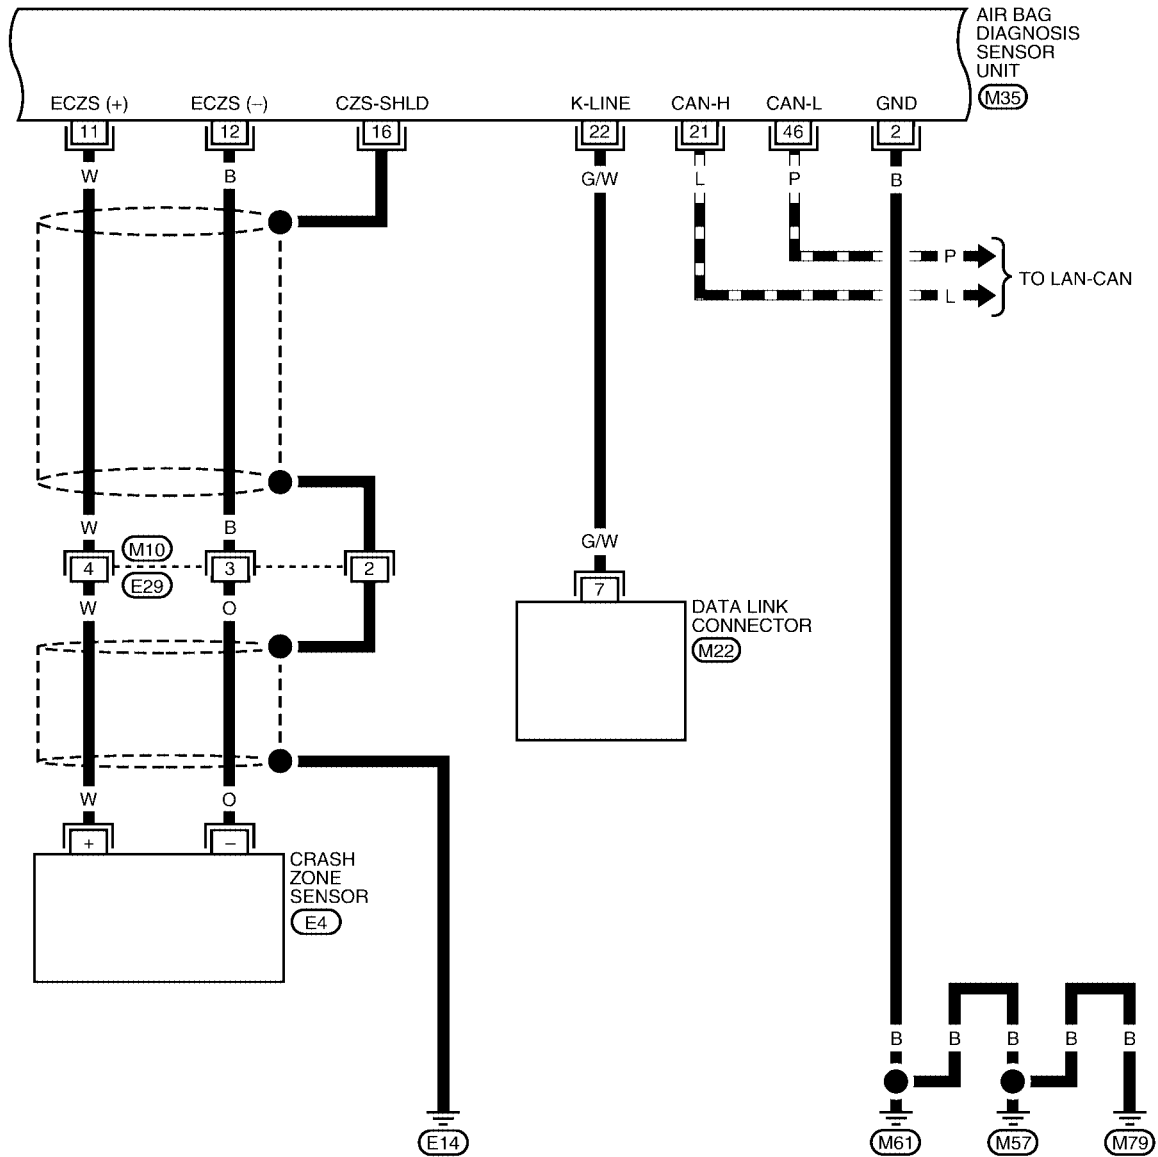 AIR BAG
DIAGNOSIS
SENSOR
UNIT
M35
ECZS (+) ECZS (−) CZS-SHLD K-LINE CAN-H CAN-L GND
11 12 16 22 21 46 2
W B G/W L P B
P
TO LAN-CAN
L
W B G/W
M10
4 3 2
E29
7
W O
DATA LINK
CONNECTOR
M22
W O
+ −
CRASH
ZONE
SENSOR
E4
B B B B B
E14 M61 M57 M79